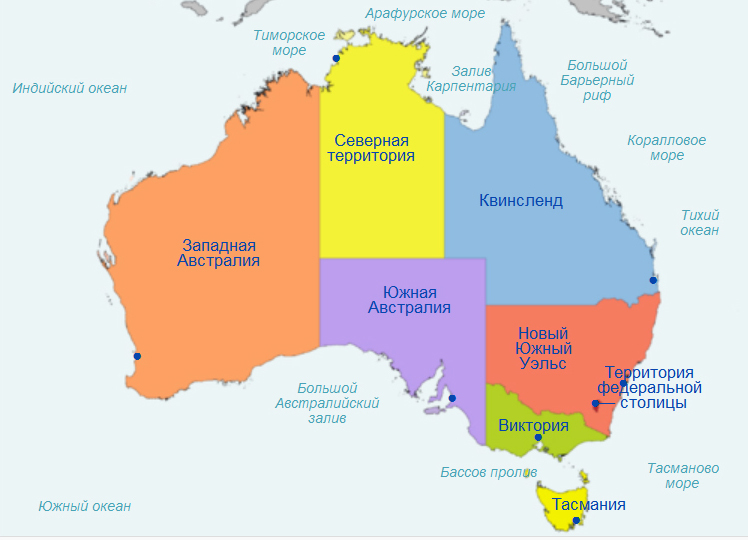 Арафурское море
Тиморское
море
Залив
Карпентария
Большой
Барьерный
риф
Индийский океан
Северная
территория
Коралловое
море
Квинсленд
Тихий
океан
Западная
Австралия
Южная
Австралия
Новый
Южный
Уэльс
Территория
федеральной
столицы
Большой
Австралийский
залив
Виктория
Бассов пролив
Тасманово
море
Тасмания
Южный океан